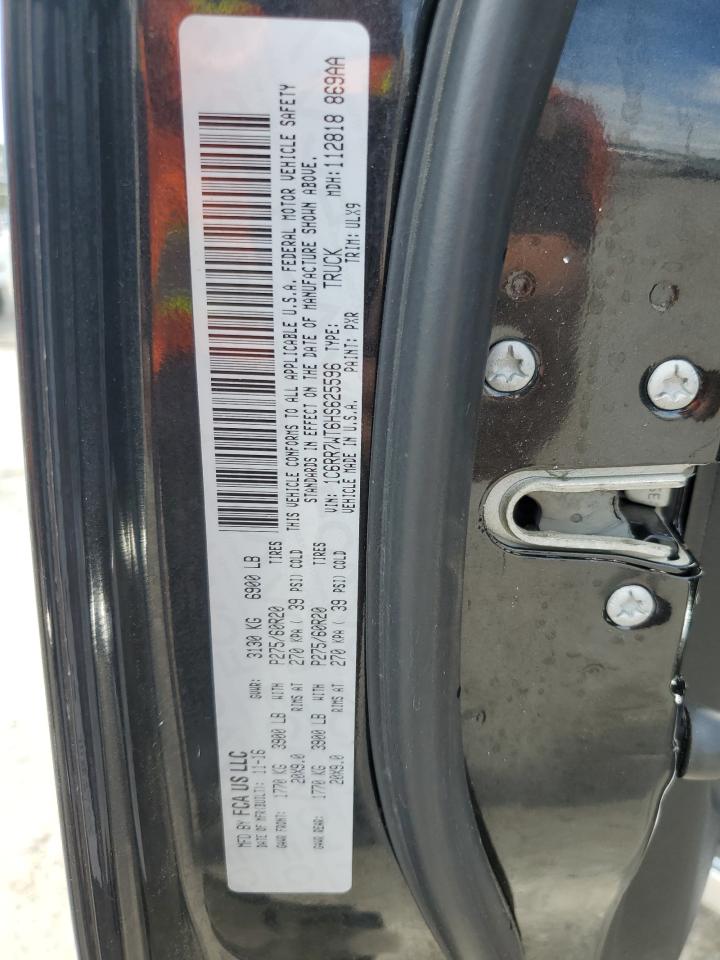 MFD BY FCA US LLC
DATE OF MFR(BUILT): 11-16 GVWR: 3130 KG 6900 LB
GAWR FRONT: 1770 KG 3900 LB WITH P275/60R20 TIRES
20X9.0 RIMS AT 270 KPA ( 39 PSI) COLD
GAWR REAR: 1770 KG 3900 LB WITH P275/60R20 TIRES
20X9.0 RIMS AT 270 KPA ( 39 PSI) COLD
THIS VEHICLE CONFORMS TO ALL APPLICABLE U.S.A. FEDERAL MOTOR VEHICLE SAFETY
STANDARDS IN EFFECT ON THE DATE OF MANUFACTURE SHOWN ABOVE.
VIN: 1C6RR7WT6HS625596 TYPE: TRUCK MDH: 112818 869AA
VEHICLE MADE IN U.S.A. PAINT: PXR TRIM: ULX9